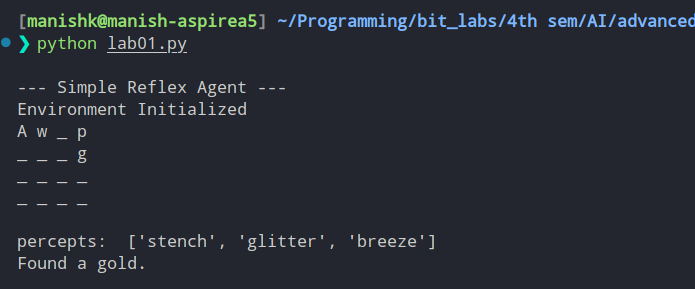 [manishk@manish-aspirea5] ~/Programming/bit_labs/4th sem/AI/advanced
❯ python lab01.py
--- Simple Reflex Agent ---
Environment Initialized
A w _ p
_ _ _ g
_ _ _ _
_ _ _ _
percepts:  ['stench', 'glitter', 'breeze']
Found a gold.